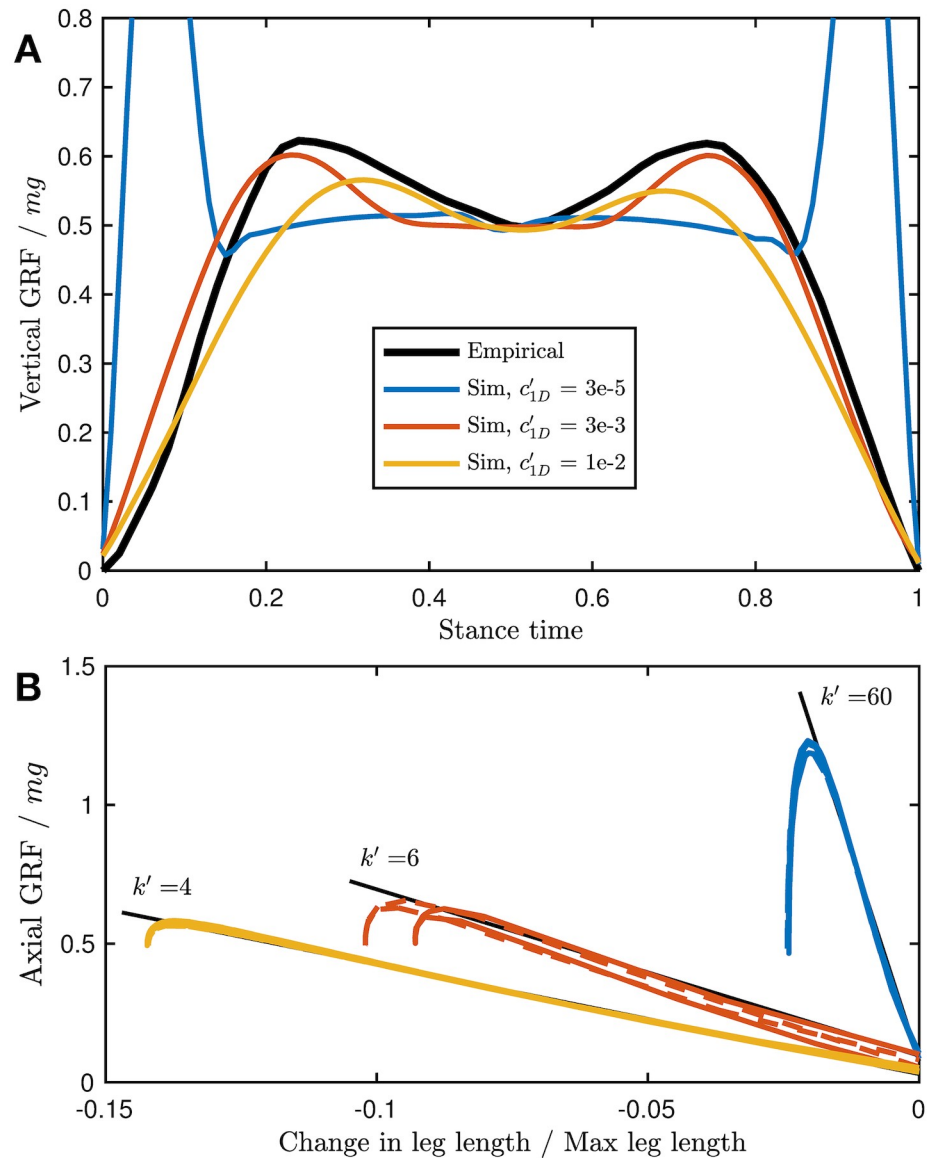 A
0.8
0.7
0.6
0.5
0.4
0.3
0.2
0.1
0
Vertical GRF / mg
Empirical
Sim, c′1D = 3e-5
Sim, c′1D = 3e-3
Sim, c′1D = 1e-2
0 0.2 0.4 0.6 0.8 1
Stance time
B
1.5
1
0.5
0
Axial GRF / mg
k′ =60
k′ =6
k′ =4
-0.15 -0.1 -0.05 0
Change in leg length / Max leg length